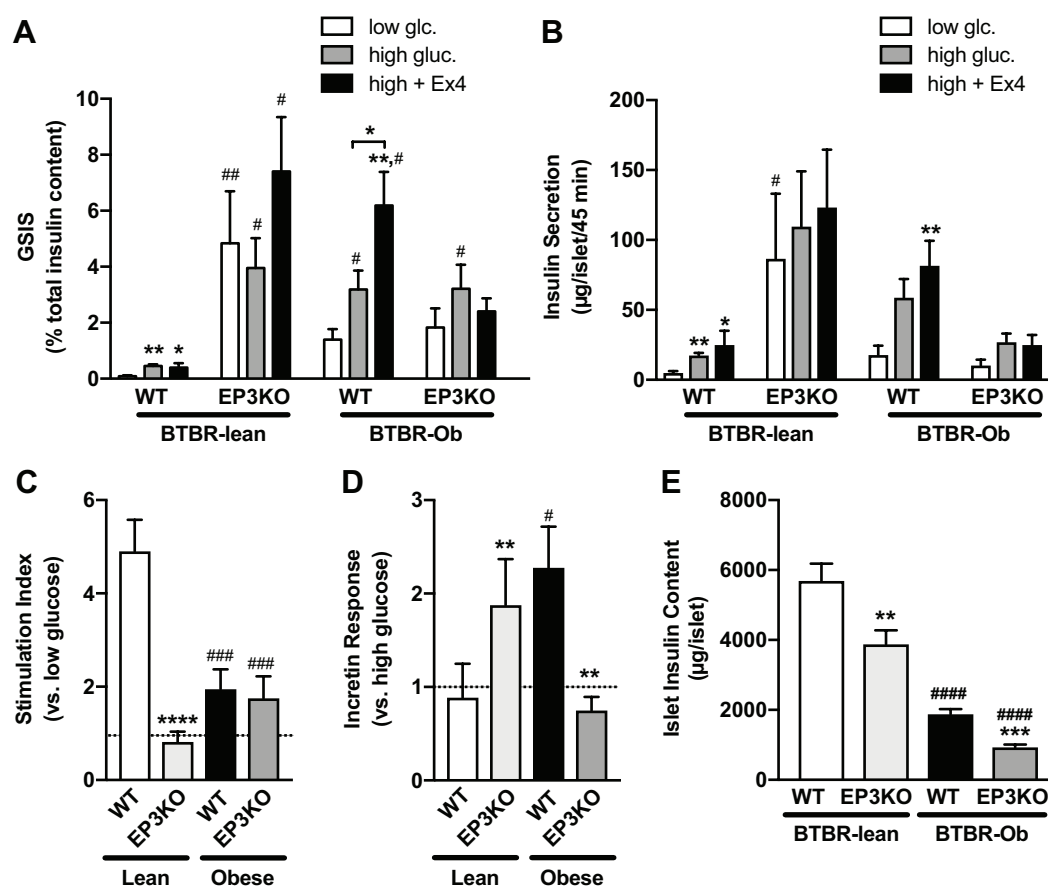 A
low glc.
high gluc.
high + Ex4
GSIS
(% total insulin content)
10
8
6
4
2
0
**
*
##
#
#
#
*
**,#
#
WT
EP3KO
WT
EP3KO
BTBR-lean
BTBR-Ob
B
low glc.
high gluc.
high + Ex4
Insulin Secretion
(µg/islet/45 min)
200
150
100
50
0
**
*
#
**
WT
EP3KO
WT
EP3KO
BTBR-lean
BTBR-Ob
C
Stimulation Index
(vs. low glucose)
6
4
2
0
****
###
###
WT
EP3KO
WT
EP3KO
Lean
Obese
D
Incretin Response
(vs. high glucose)
3
2
1
0
**
#
**
WT
EP3KO
WT
EP3KO
Lean
Obese
E
Islet Insulin Content
(µg/islet)
8000
6000
4000
2000
0
**
####
####
***
WT
EP3KO
WT
EP3KO
BTBR-lean
BTBR-Ob